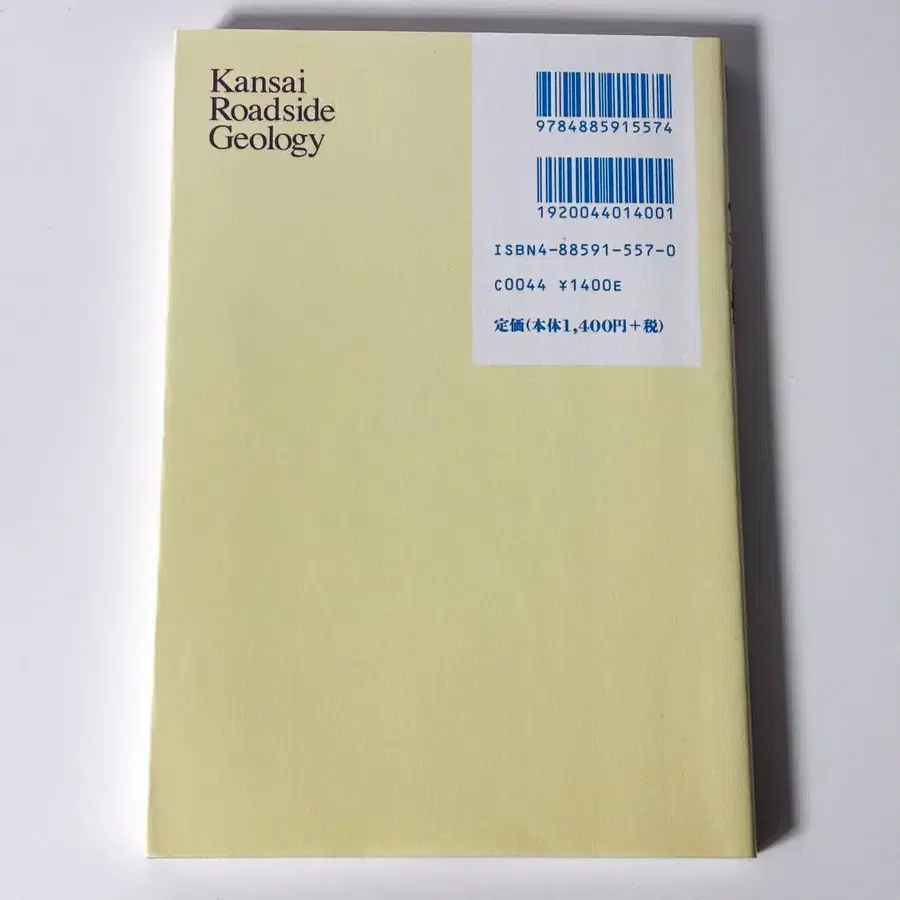 Kansai
Roadside
Geology
9784885915574
1920044014001
ISBN4-88591-557-0
C0044 ¥1400E
定価(本体1,400円+税)